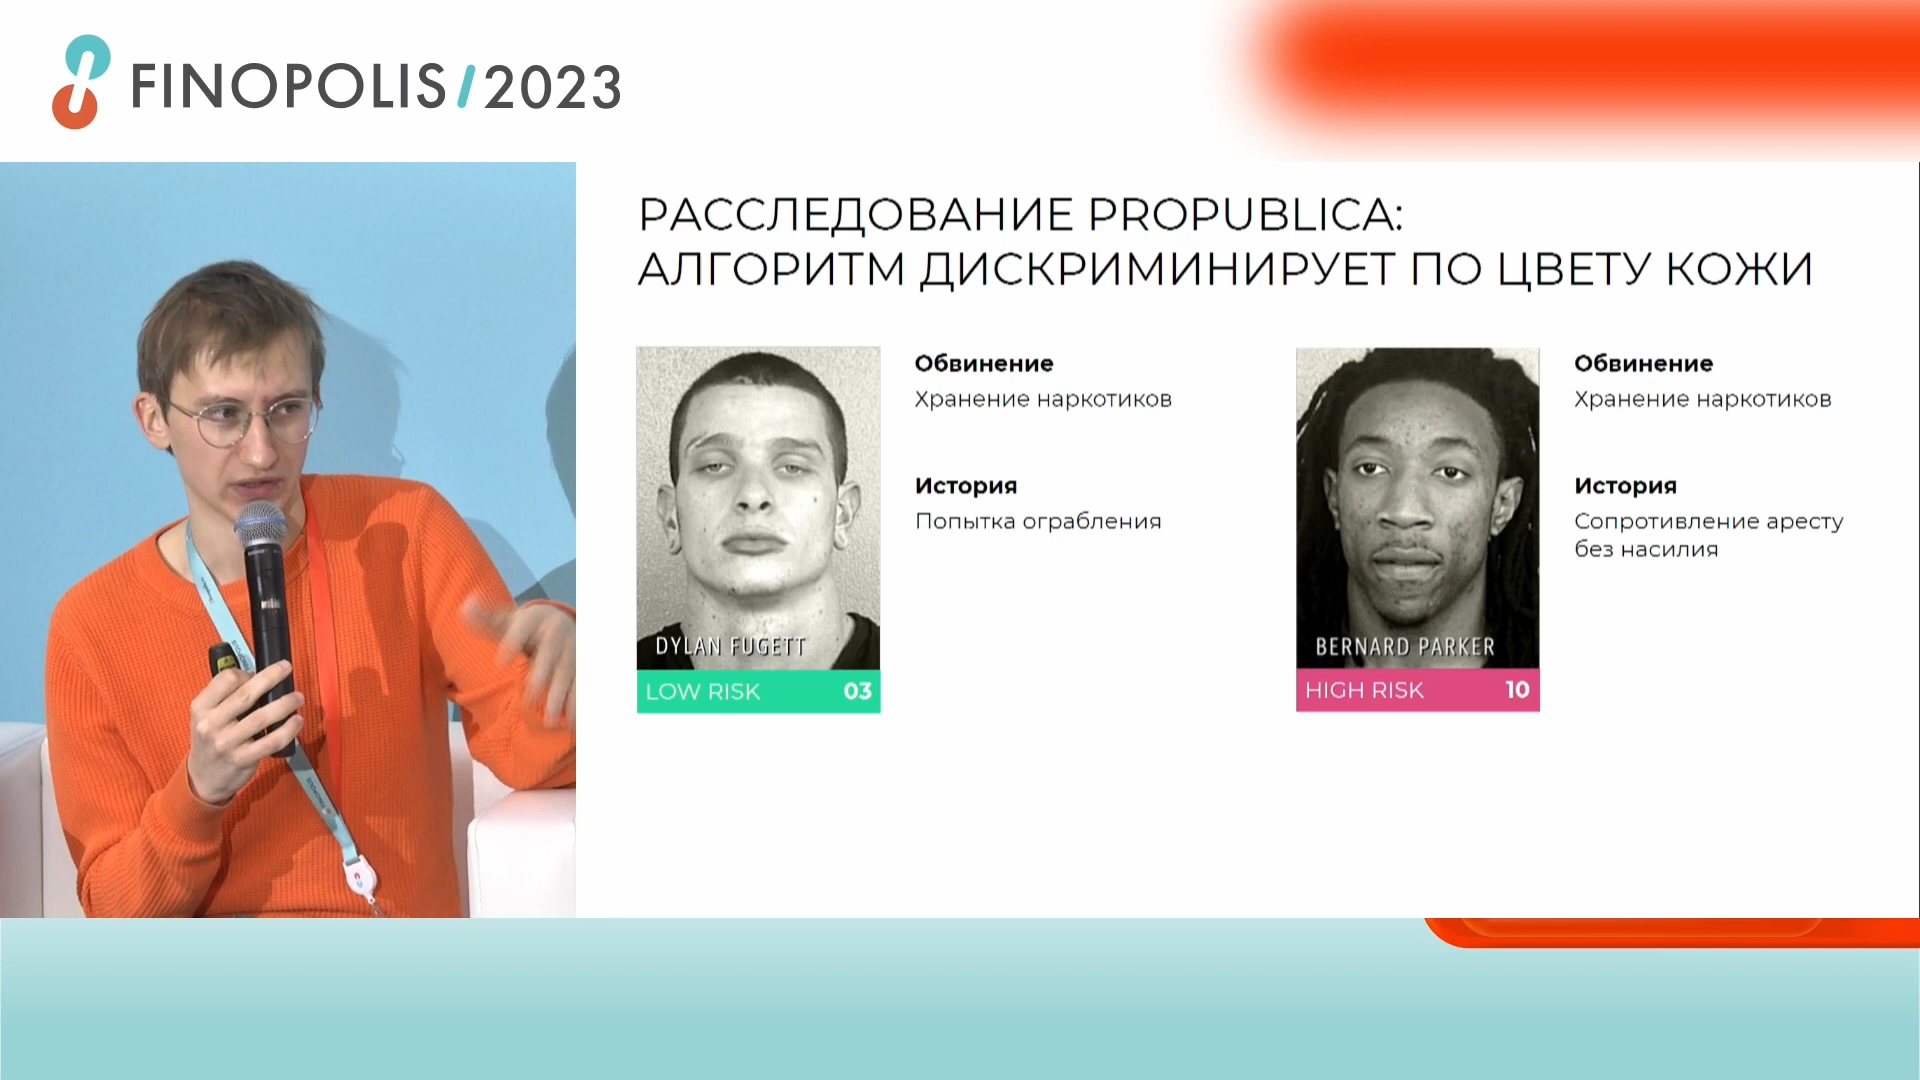 FINOPOLIS/2023
РАССЛЕДОВАНИЕ PROPUBLICA:
АЛГОРИТМ ДИСКРИМИНИРУЕТ ПО ЦВЕТУ КОЖИ
Обвинение
Хранение наркотиков
История
Попытка ограбления
DYLAN FUGETT
LOW RISK 03
Обвинение
Хранение наркотиков
История
Сопротивление аресту
без насилия
BERNARD PARKER
HIGH RISK 10